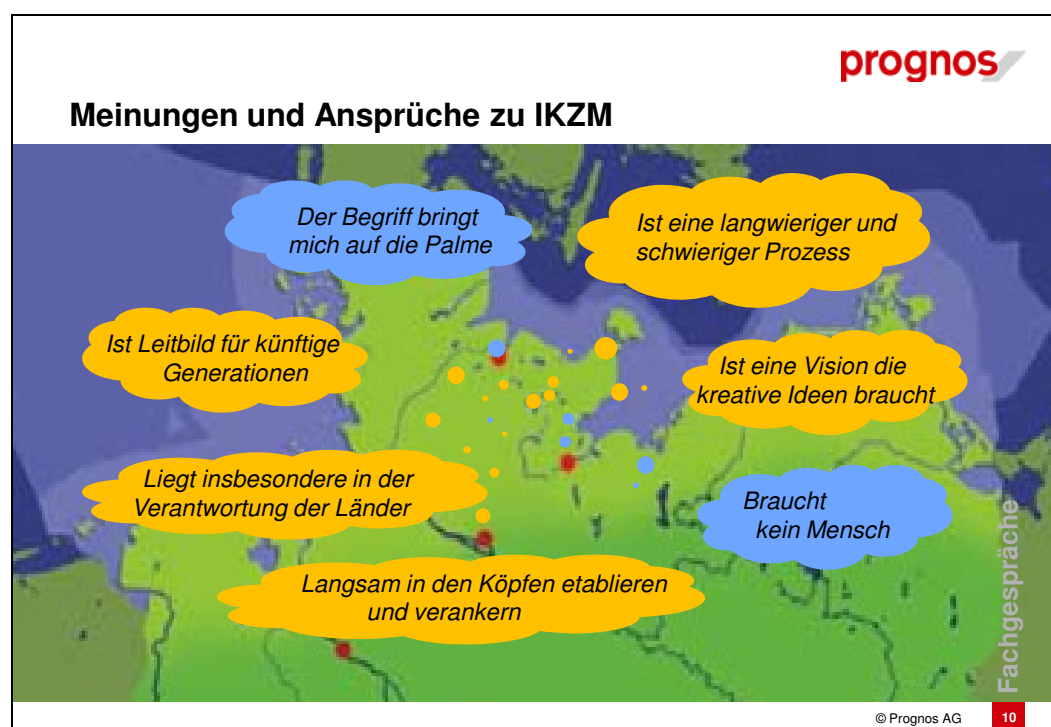 prognos
Meinungen und Ansprüche zu IKZM
Der Begriff bringt
mich auf die Palme
Ist eine langwieriger und
schwieriger Prozess
Ist Leitbild für künftige
Generationen
Ist eine Vision die
kreative Ideen braucht
Liegt insbesondere in der
Verantwortung der Länder
Braucht
kein Mensch
Langsam in den Köpfen etablieren
und verankern
Fachgespräche
© Prognos AG
10